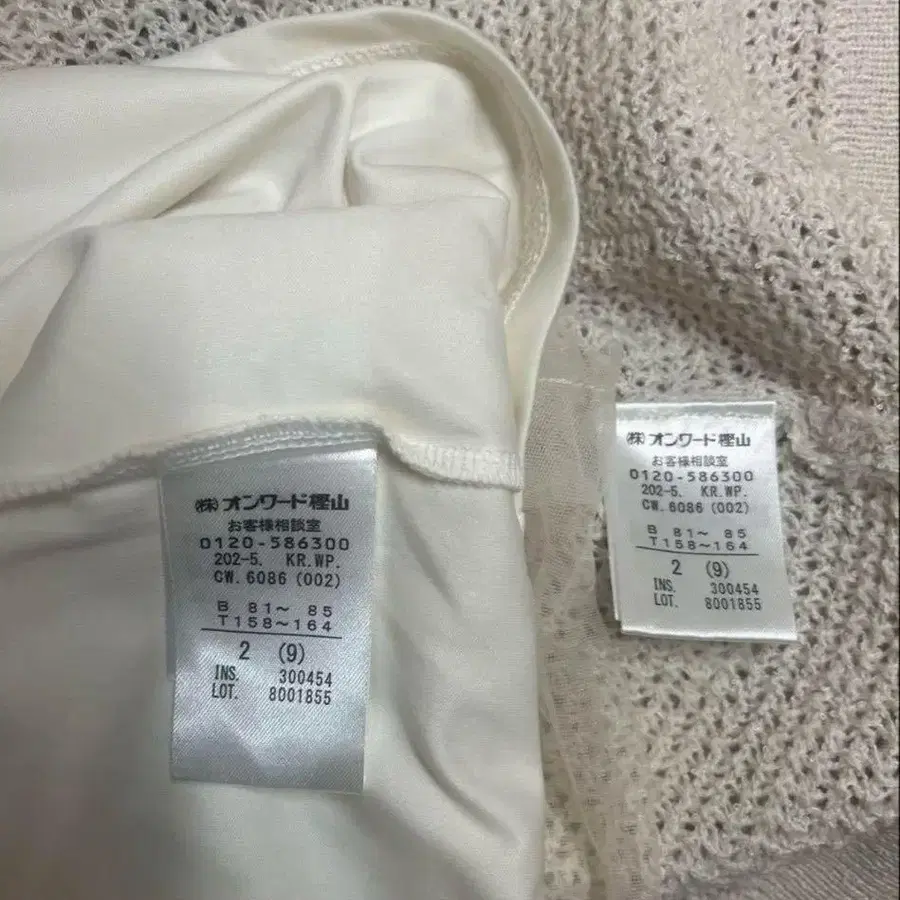 (株)オンワード樫山
お客様相談室
0120-586300
202-5. KR.WP.
CW.6086(002)
B 81〜 85
T158〜164
2 (9)
INS. 300454
LOT. 8001855
(株)オンワード樫山
お客様相談室
0120-586300
202-5. KR.WP.
CW.6086(002)
B 81〜 85
T158〜164
2 (9)
INS. 300454
LOT. 8001855